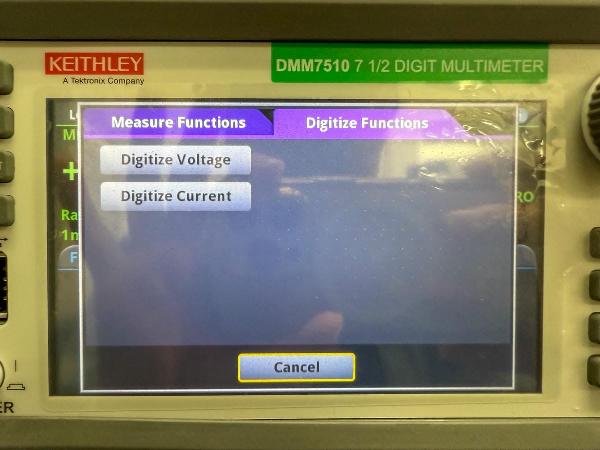 KEITHLEY
A Tektronix Company
DMM7510 7 1/2 DIGIT MULTIMETER
Measure Functions
Digitize Functions
Digitize Voltage
Digitize Current
Cancel